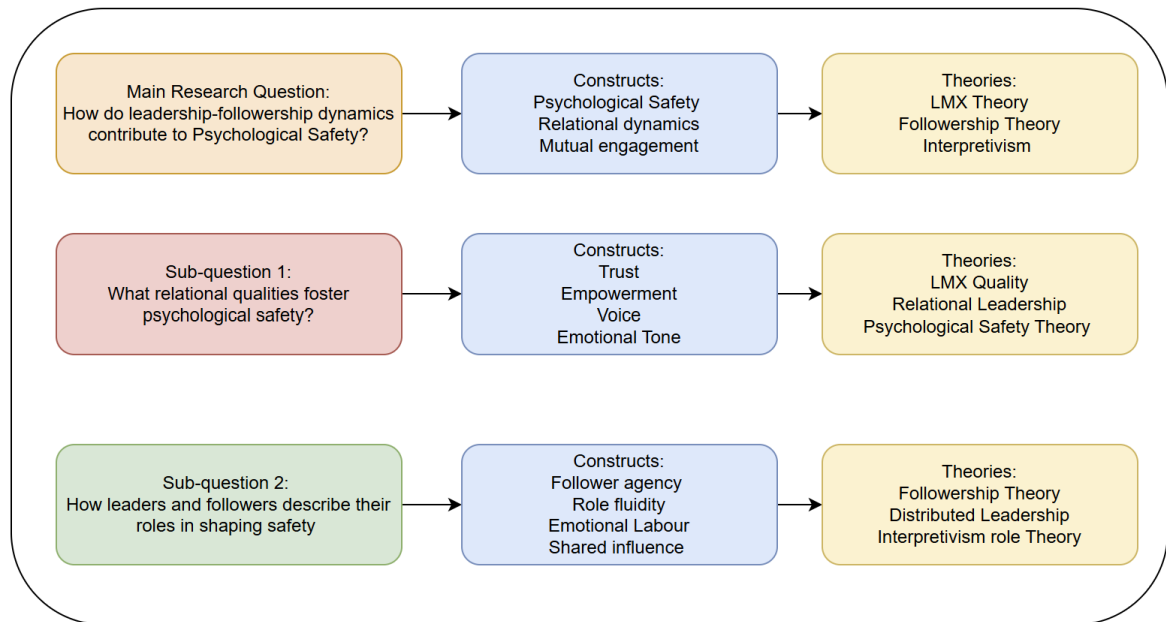 Main Research Question:
How do leadership-followership dynamics
contribute to Psychological Safety?
Constructs:
Psychological Safety
Relational dynamics
Mutual engagement
Theories:
LMX Theory
Followership Theory
Interpretivism
Sub-question 1:
What relational qualities foster
psychological safety?
Constructs:
Trust
Empowerment
Voice
Emotional Tone
Theories:
LMX Quality
Relational Leadership
Psychological Safety Theory
Sub-question 2:
How leaders and followers describe their
roles in shaping safety
Constructs:
Follower agency
Role fluidity
Emotional Labour
Shared influence
Theories:
Followership Theory
Distributed Leadership
Interpretivism role Theory